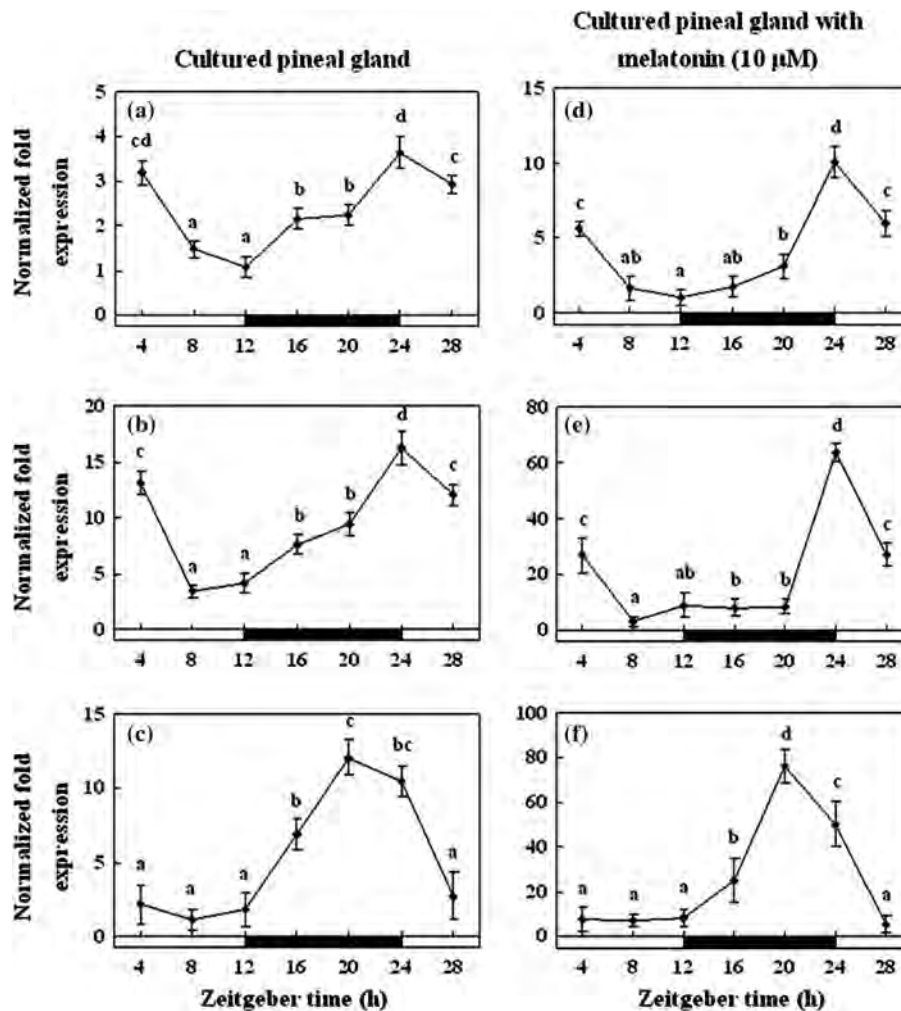 Cultured pineal gland
Cultured pineal gland with
melatonin (10 μM)
Normalized fold
expression
5
4
3
2
1
0
(a)
cd
a
a
b
b
d
c
4 8 12 16 20 24 28
15
10
5
0
(d)
c
ab
a
ab
b
d
c
4 8 12 16 20 24 28
Normalized fold
expression
20
15
10
5
0
(b)
c
a
a
b
b
d
c
4 8 12 16 20 24 28
80
60
40
20
0
(e)
c
a
ab
b
b
d
c
4 8 12 16 20 24 28
Normalized fold
expression
15
10
5
0
(c)
a
a
a
b
c
bc
a
4 8 12 16 20 24 28
Zeitgeber time (h)
100
80
60
40
20
0
(f)
a
a
a
b
d
c
a
4 8 12 16 20 24 28
Zeitgeber time (h)